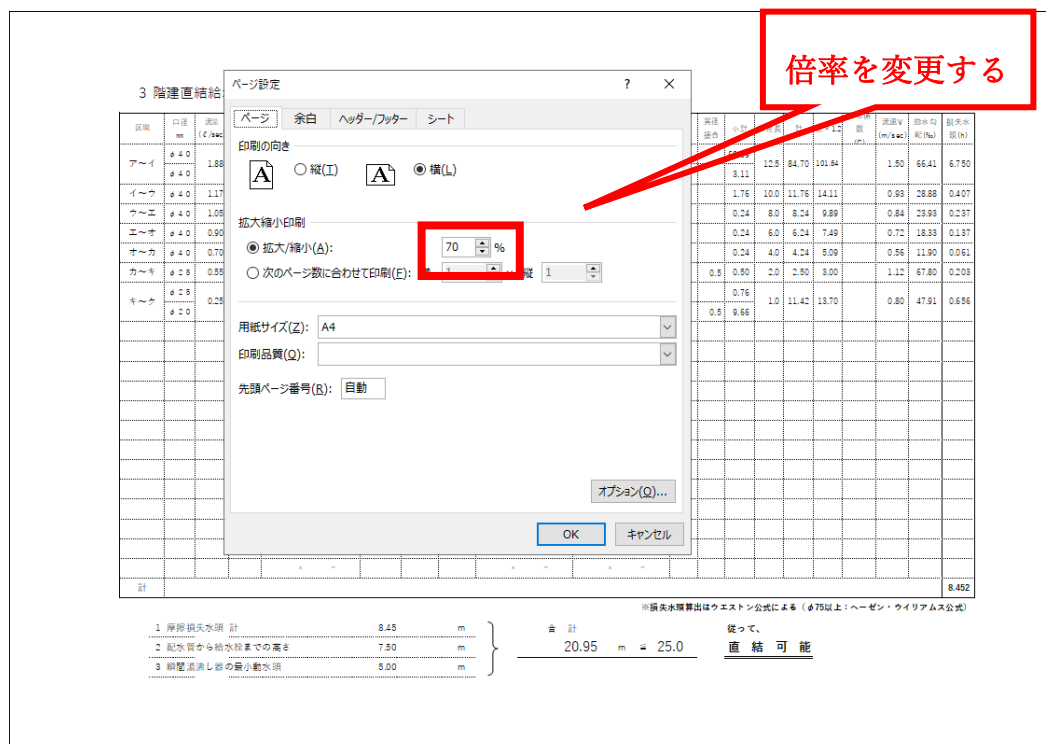 倍率を変更する
3 階建直結給
ページ設定
? ×
ページ 余白 ヘッダー/フッター シート
印刷の向き
縦(T) 横(L)
拡大縮小印刷
拡大/縮小(A): 70 %
次のページ数に合わせて印刷(F): 1 縦 1
用紙サイズ(Z): A4
印刷品質(Q):
先頭ページ番号(R): 自動
オプション(O)...
OK キャンセル
区間 口径 流量 異径 小計 計 流速V 動水勾 損失水
㎜ (ℓ/sec 接合 数 (m/sec) 配(‰) 頭(h)
φ40
ア～イ 1.88 12.5 84.70 101.64 1.50 66.41 6.750
φ40 3.11
イ～ウ φ40 1.17 1.76 10.0 11.76 14.11 0.93 28.88 0.407
ウ～エ φ40 1.05 0.24 8.0 8.24 9.89 0.84 23.93 0.237
エ～オ φ40 0.90 0.24 6.0 6.24 7.49 0.72 18.33 0.137
オ～カ φ40 0.70 0.24 4.0 4.24 5.09 0.56 11.90 0.061
カ～キ φ25 0.55 0.5 0.50 2.0 2.50 3.00 1.12 67.80 0.203
φ25 0.76
キ～ク 0.25 1.0 11.42 13.70 0.80 47.91 0.656
φ20 0.5 9.66
計 8.452
※損失水頭算出はウエストン公式による（φ75以上：ヘーゼン・ウイリアムス公式）
1 摩擦損失水頭 計 8.45 m
2 配水管から給水栓までの高さ 7.50 m
3 瞬間湯沸し器の最小動水頭 5.00 m
合 計
20.95 m ≦ 25.0
従って、
直 結 可 能